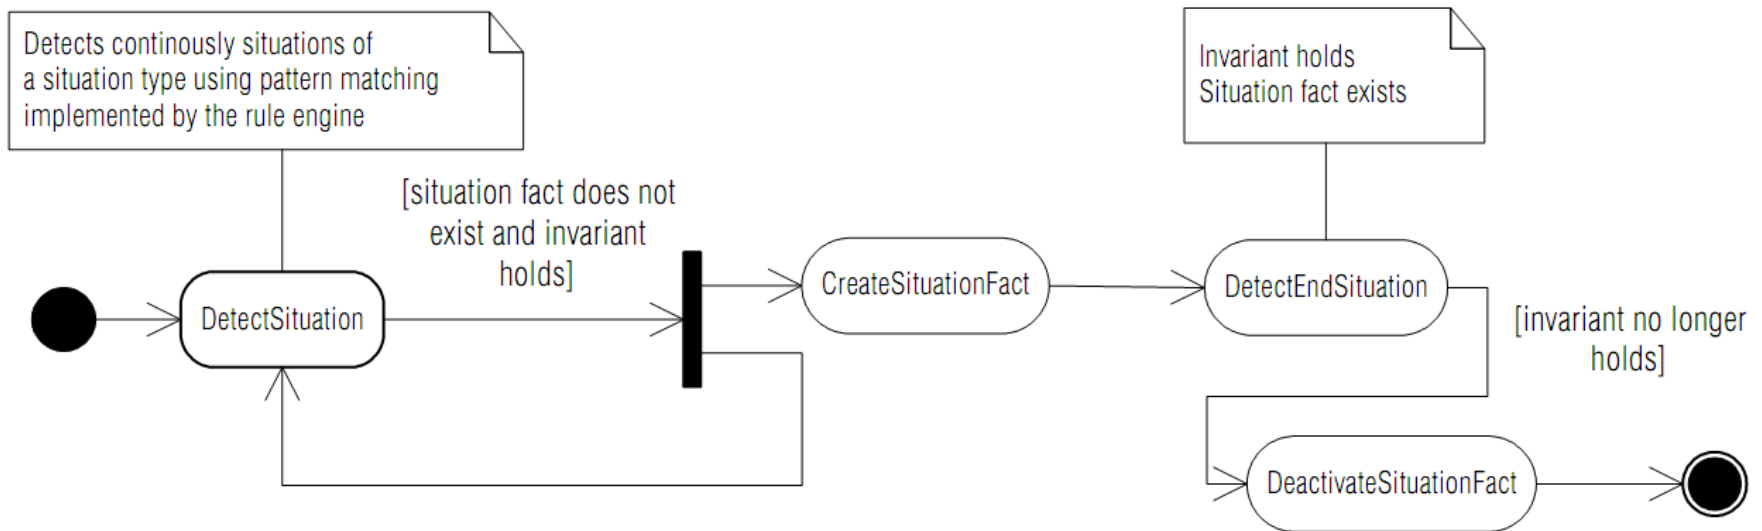 Detects continously situations of
a situation type using pattern matching
implemented by the rule engine
Invariant holds
Situation fact exists
[situation fact does not
exist and invariant
holds]
DetectSituation
CreateSituationFact
DetectEndSituation
[invariant no longer
holds]
DeactivateSituationFact